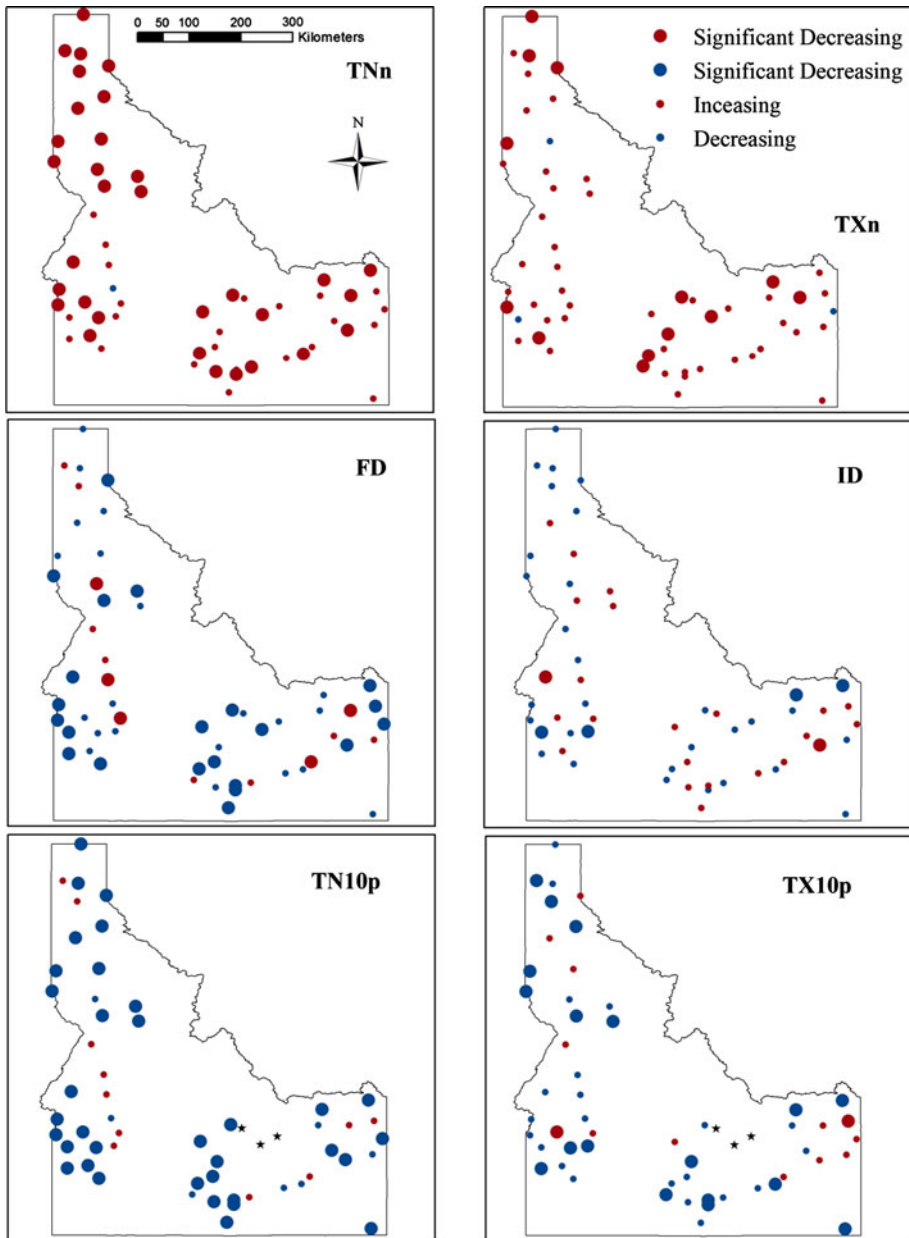 0 50 100 200 300
Kilometers
TNn
N
Significant Decreasing
Significant Decreasing
Inceasing
Decreasing
TXn
FD
ID
TN10p
TX10p